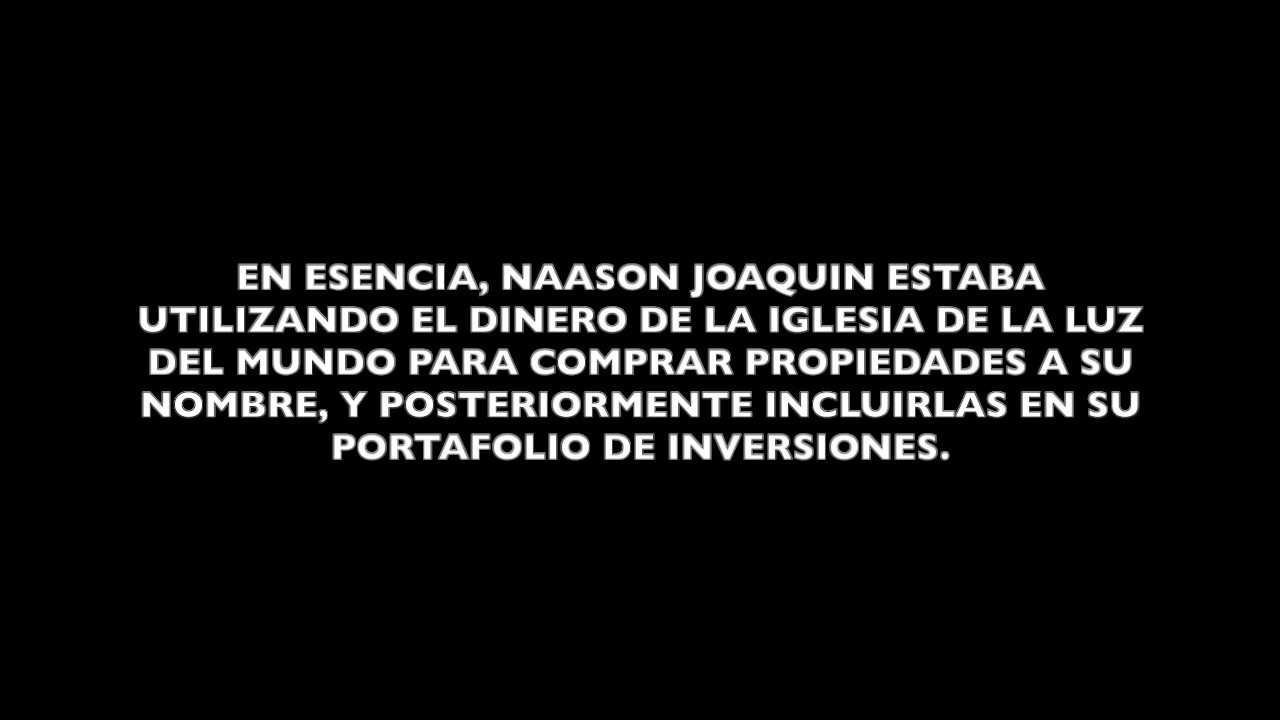 EN ESENCIA, NAASON JOAQUIN ESTABA
UTILIZANDO EL DINERO DE LA IGLESIA DE LA LUZ
DEL MUNDO PARA COMPRAR PROPIEDADES A SU
NOMBRE, Y POSTERIORMENTE INCLUIRLAS EN SU
PORTAFOLIO DE INVERSIONES.